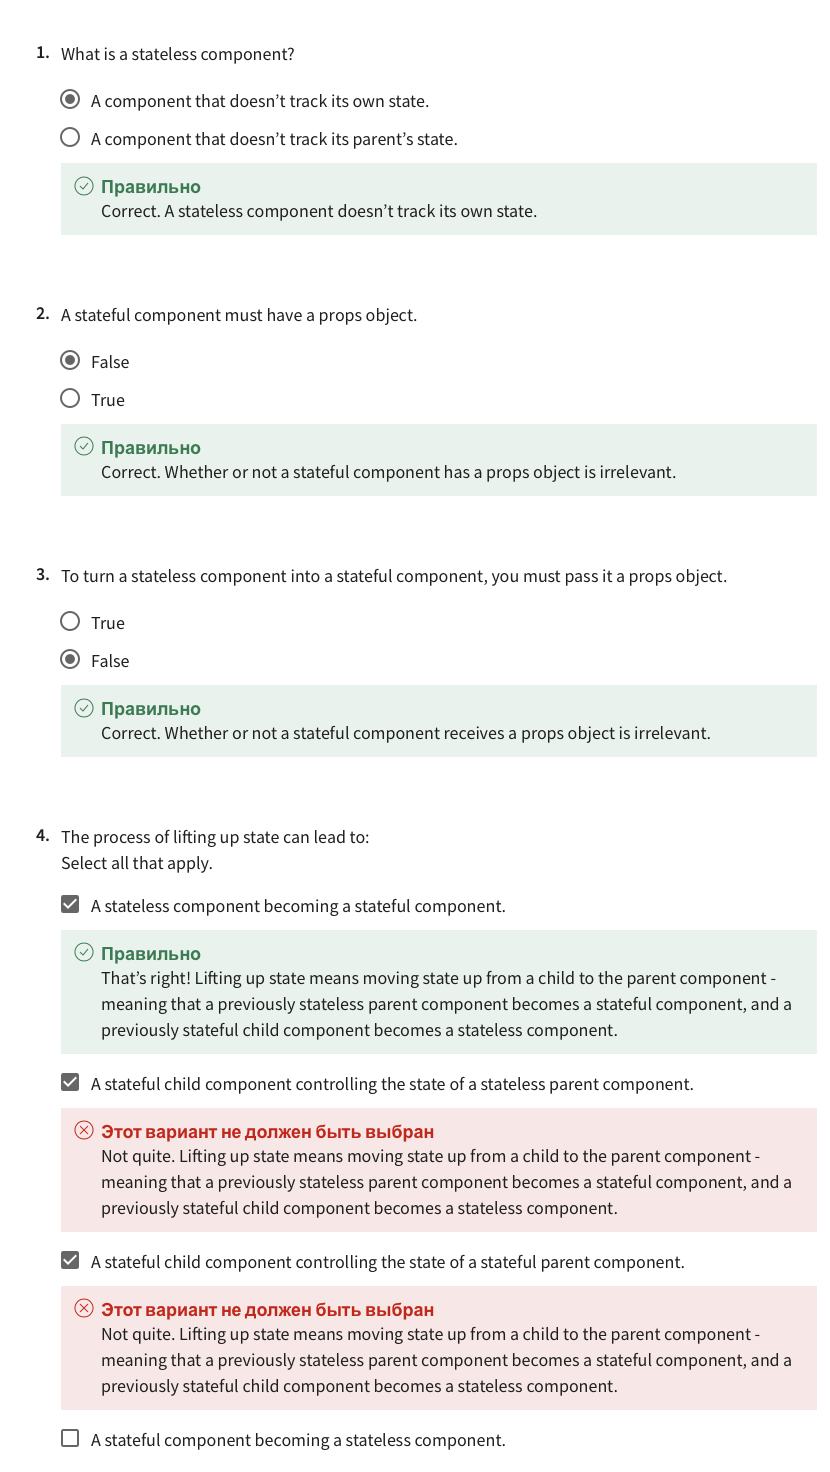 1. What is a stateless component?
A component that doesn’t track its own state.
A component that doesn’t track its parent’s state.
Правильно
Correct. A stateless component doesn’t track its own state.
2. A stateful component must have a props object.
False
True
Правильно
Correct. Whether or not a stateful component has a props object is irrelevant.
3. To turn a stateless component into a stateful component, you must pass it a props object.
True
False
Правильно
Correct. Whether or not a stateful component receives a props object is irrelevant.
4. The process of lifting up state can lead to:
Select all that apply.
A stateless component becoming a stateful component.
Правильно
That’s right! Lifting up state means moving state up from a child to the parent component -
meaning that a previously stateless parent component becomes a stateful component, and a
previously stateful child component becomes a stateless component.
A stateful child component controlling the state of a stateless parent component.
Этот вариант не должен быть выбран
Not quite. Lifting up state means moving state up from a child to the parent component -
meaning that a previously stateless parent component becomes a stateful component, and a
previously stateful child component becomes a stateless component.
A stateful child component controlling the state of a stateful parent component.
Этот вариант не должен быть выбран
Not quite. Lifting up state means moving state up from a child to the parent component -
meaning that a previously stateless parent component becomes a stateful component, and a
previously stateful child component becomes a stateless component.
A stateful component becoming a stateless component.